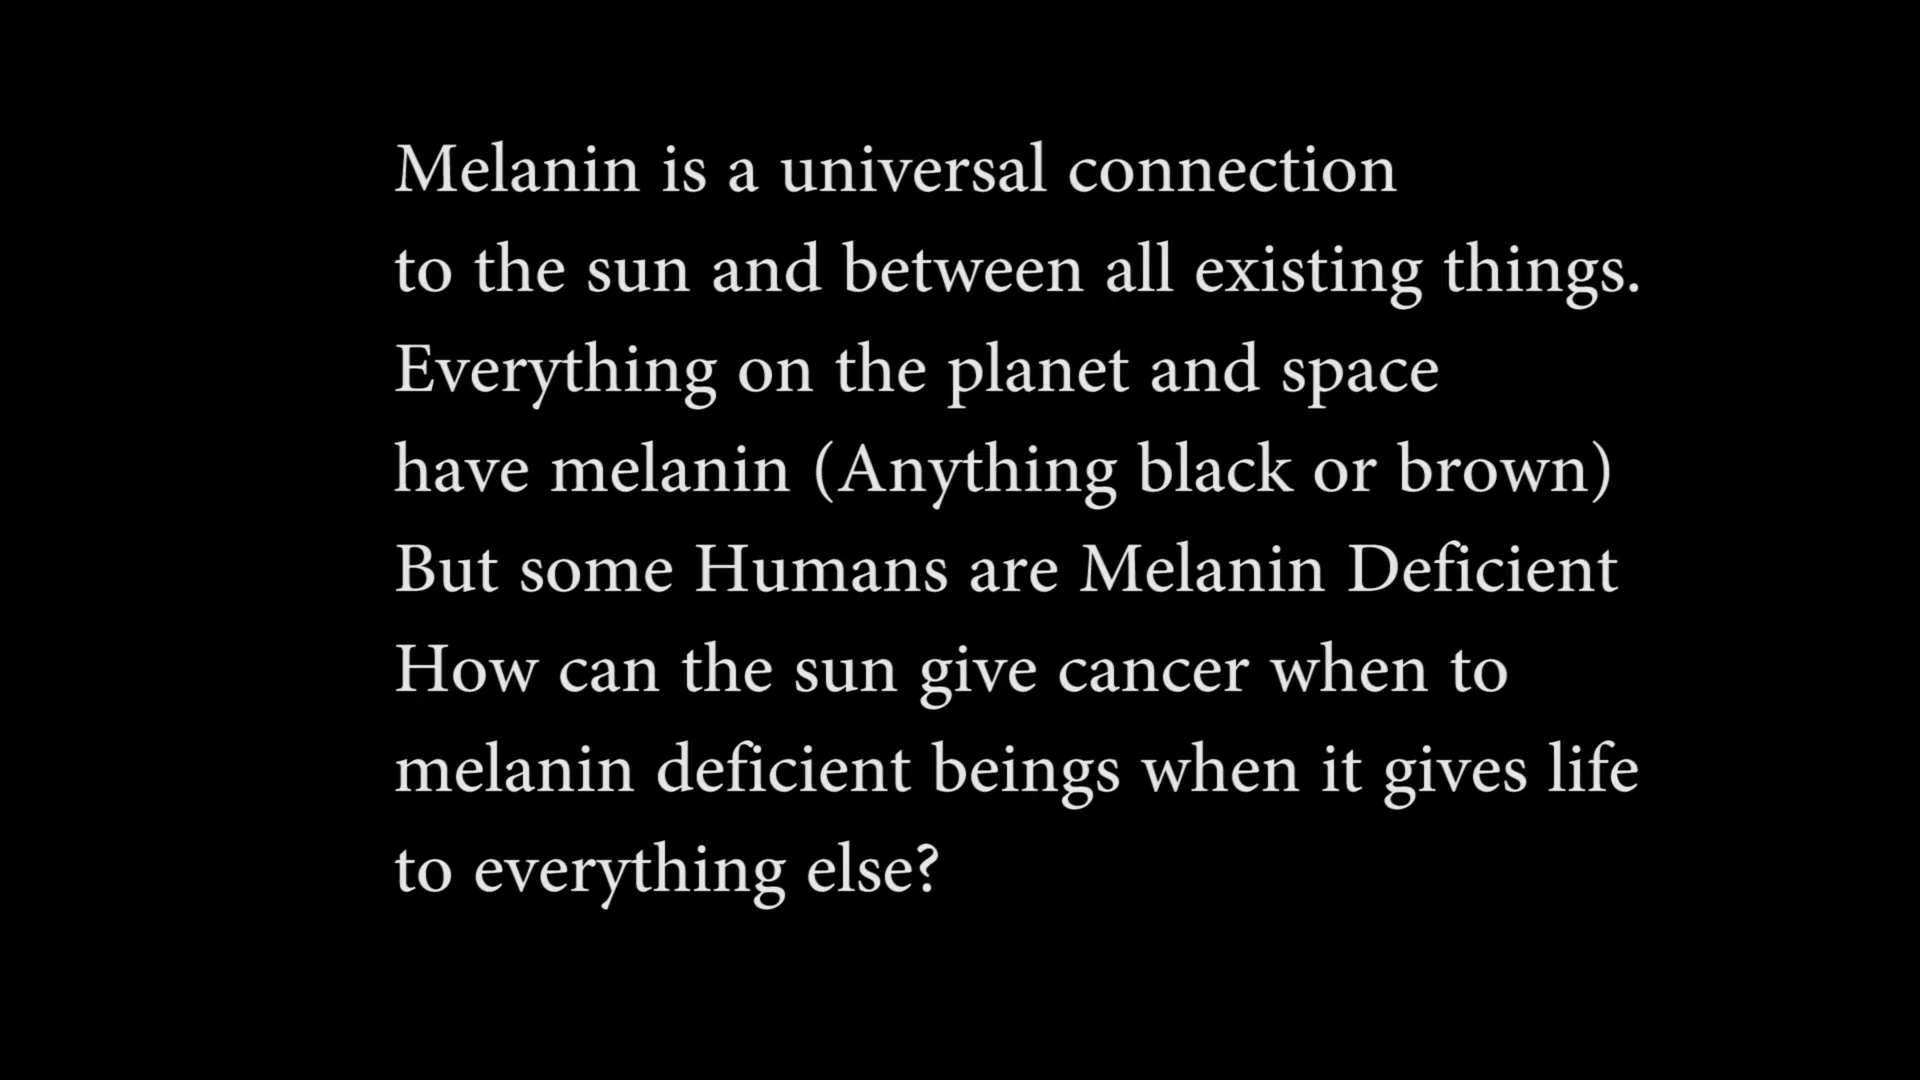 Melanin is a universal connection
to the sun and between all existing things.
Everything on the planet and space
have melanin (Anything black or brown)
But some Humans are Melanin Deficient
How can the sun give cancer when to
melanin deficient beings when it gives life
to everything else?